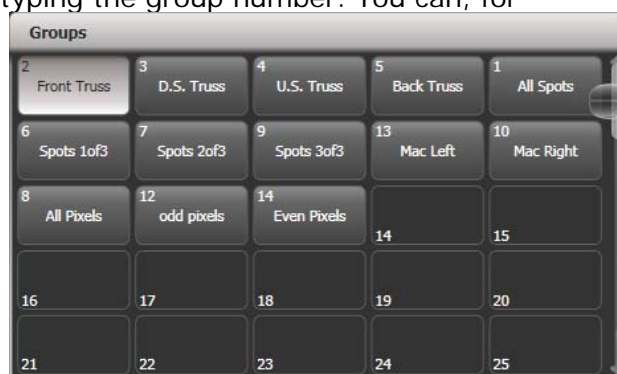 typing the group number. You can, for
Groups
2 3 4 5 1
Front Truss D.S. Truss U.S. Truss Back Truss All Spots
6 7 9 13 10
Spots 1of3 Spots 2of3 Spots 3of3 Mac Left Mac Right
8 12 14
All Pixels odd pixels Even Pixels
14 15
16 17 18 19 20
21 22 23 24 25